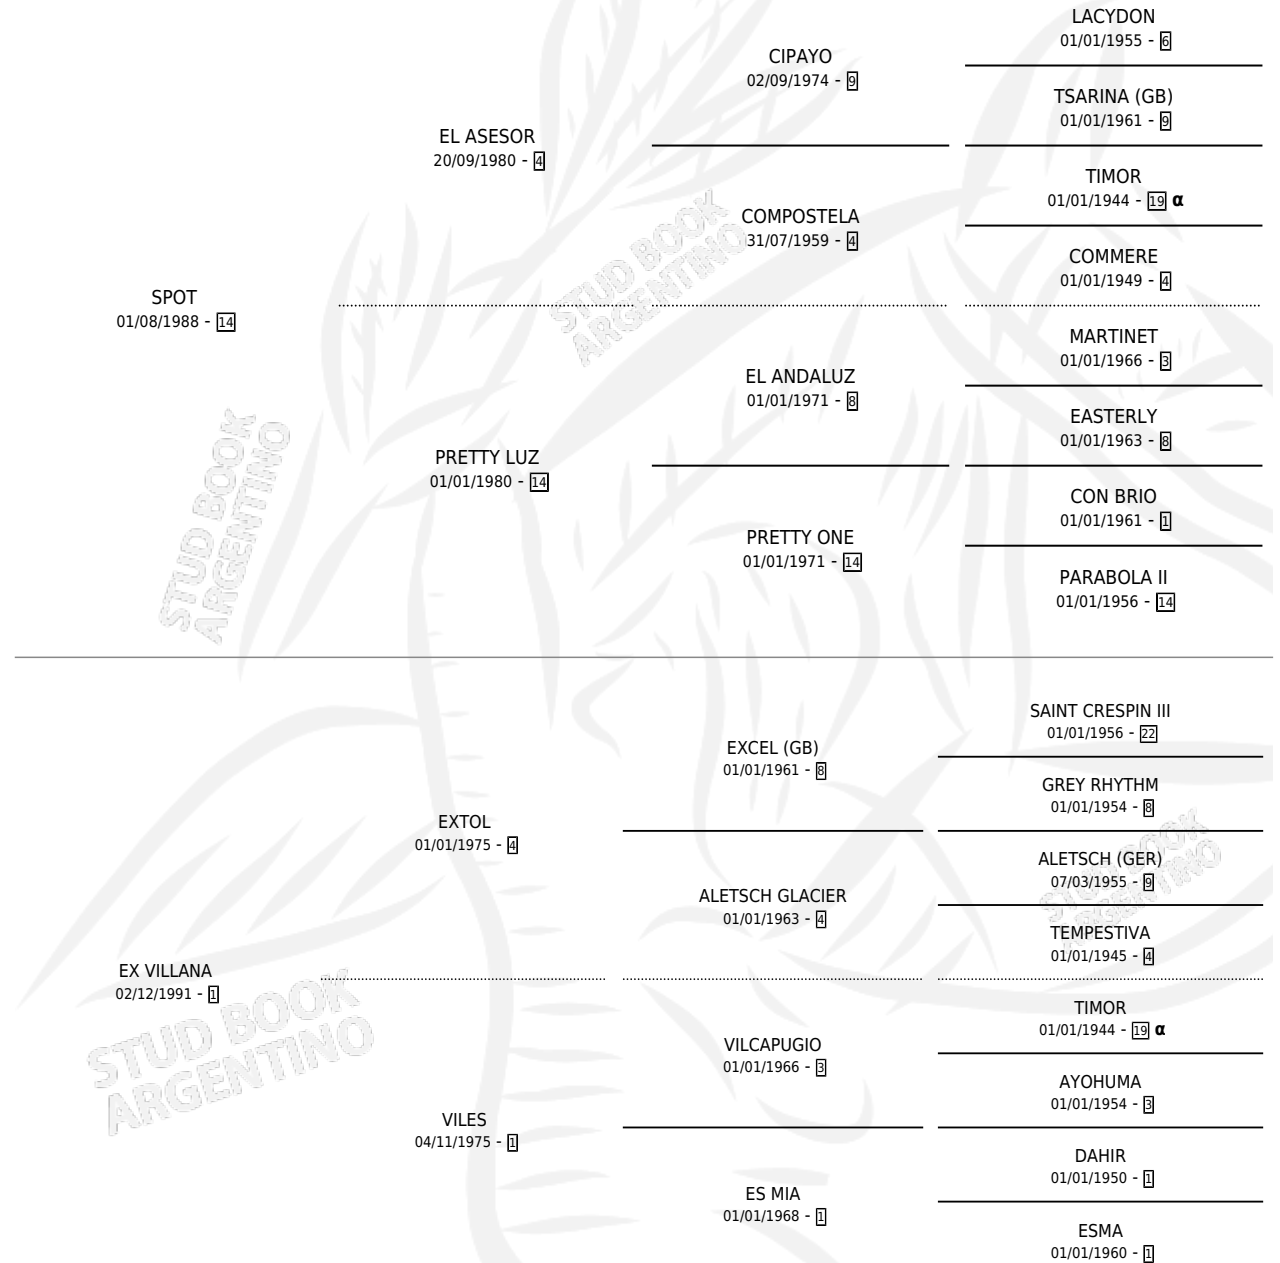 LACYDON
01/01/1955 - 6
CIPAYO
02/09/1974 - 9
TSARINA (GB)
01/01/1961 - 9
EL ASESOR
20/09/1980 - 4
TIMOR
01/01/1944 - 19 α
COMPOSTELA
31/07/1959 - 4
COMMERE
01/01/1949 - 4
SPOT
01/08/1988 - 14
MARTINET
01/01/1966 - 3
EL ANDALUZ
01/01/1971 - 8
EASTERLY
01/01/1963 - 8
PRETTY LUZ
01/01/1980 - 14
CON BRIO
01/01/1961 - 1
PRETTY ONE
01/01/1971 - 14
PARABOLA II
01/01/1956 - 14
SAINT CRESPIN III
01/01/1956 - 22
EXCEL (GB)
01/01/1961 - 8
GREY RHYTHM
01/01/1954 - 8
EXTOL
01/01/1975 - 4
ALETSCH (GER)
07/03/1955 - 9
ALETSCH GLACIER
01/01/1963 - 4
TEMPESTIVA
01/01/1945 - 4
EX VILLANA
02/12/1991 - 1
TIMOR
01/01/1944 - 19 α
VILCAPUGIO
01/01/1966 - 3
AYOHUMA
01/01/1954 - 3
VILES
04/11/1975 - 1
DAHIR
01/01/1950 - 1
ES MIA
01/01/1968 - 1
ESMA
01/01/1960 - 1
STUD BOOK
ARGENTINO
STUD BOOK
ARGENTINO
STUD BOOK
ARGENTINO
STUD BOOK
ARGENTINO